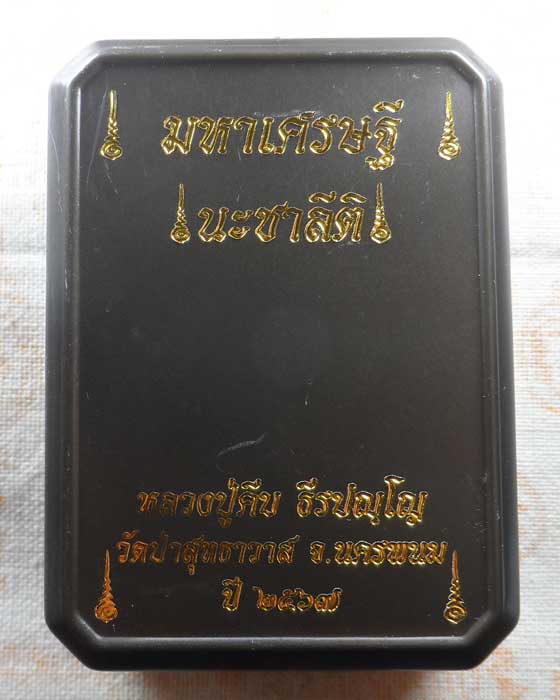 มหาเศรษฐี
นะชาลีติ
หลวงปู่คีบ ธีรปญฺโญ
วัดป่าสุทธาวาส จ.นครพนม
ปี ๒๕๖๗